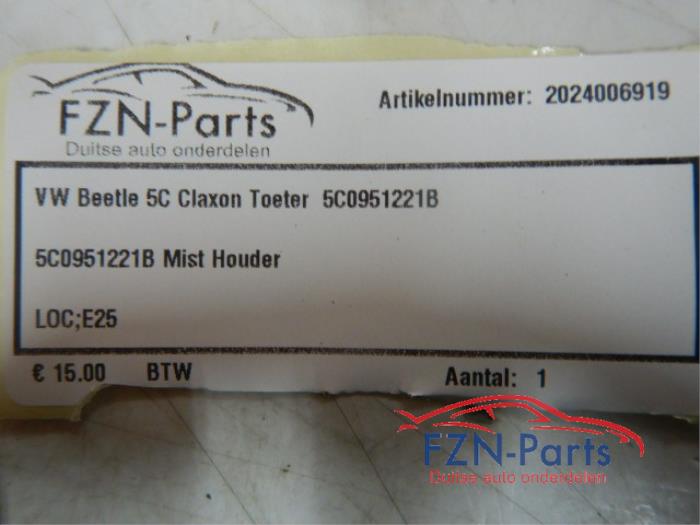 FZN-Parts
Duitse auto onderdelen
Artikelnummer: 2024006919
VW Beetle 5C Claxon Toeter 5C0951221B
5C0951221B Mist Houder
LOC;E25
€ 15.00 BTW Aantal: 1
FZN-Parts
Duitse auto onderdelen